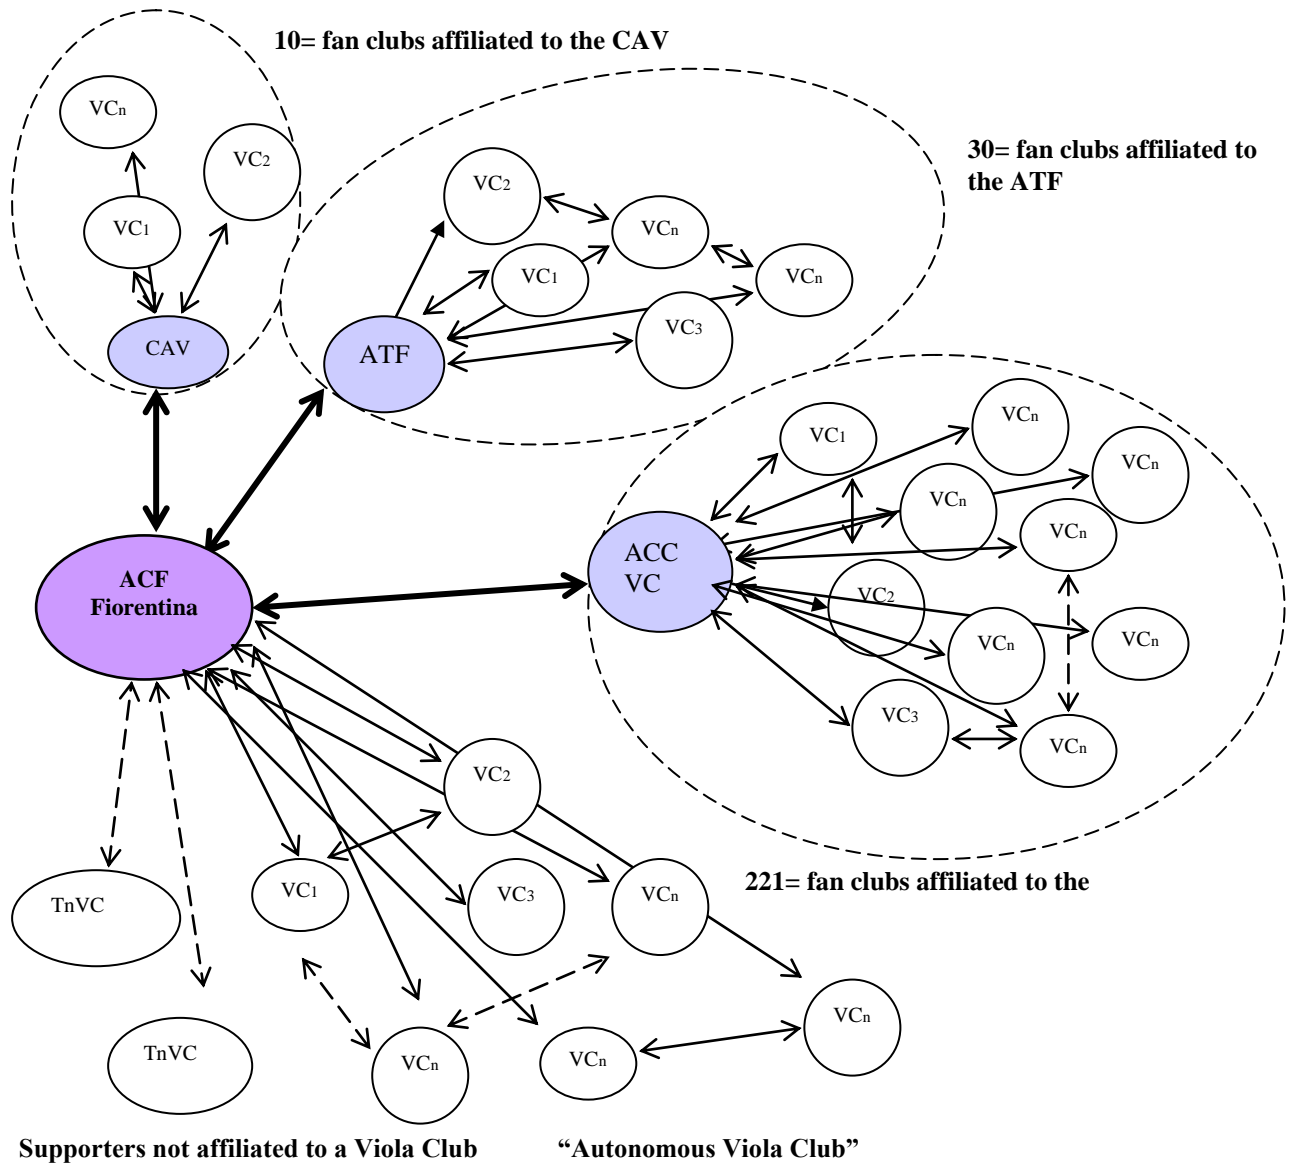 10= fan clubs affiliated to the CAV
VCn
VC2
VC1
CAV
30= fan clubs affiliated to
the ATF
VC2
VCn
VC1
VCn
VC3
ATF
VC1
VCn
VCn
VCn
VCn
ACC
VC
VC2
VCn
VCn
VC3
VCn
ACF
Fiorentina
221= fan clubs affiliated to the
VC2
VC1
VC3
VCn
TnVC
TnVC
VCn
VCn
VCn
Supporters not affiliated to a Viola Club
“Autonomous Viola Club”